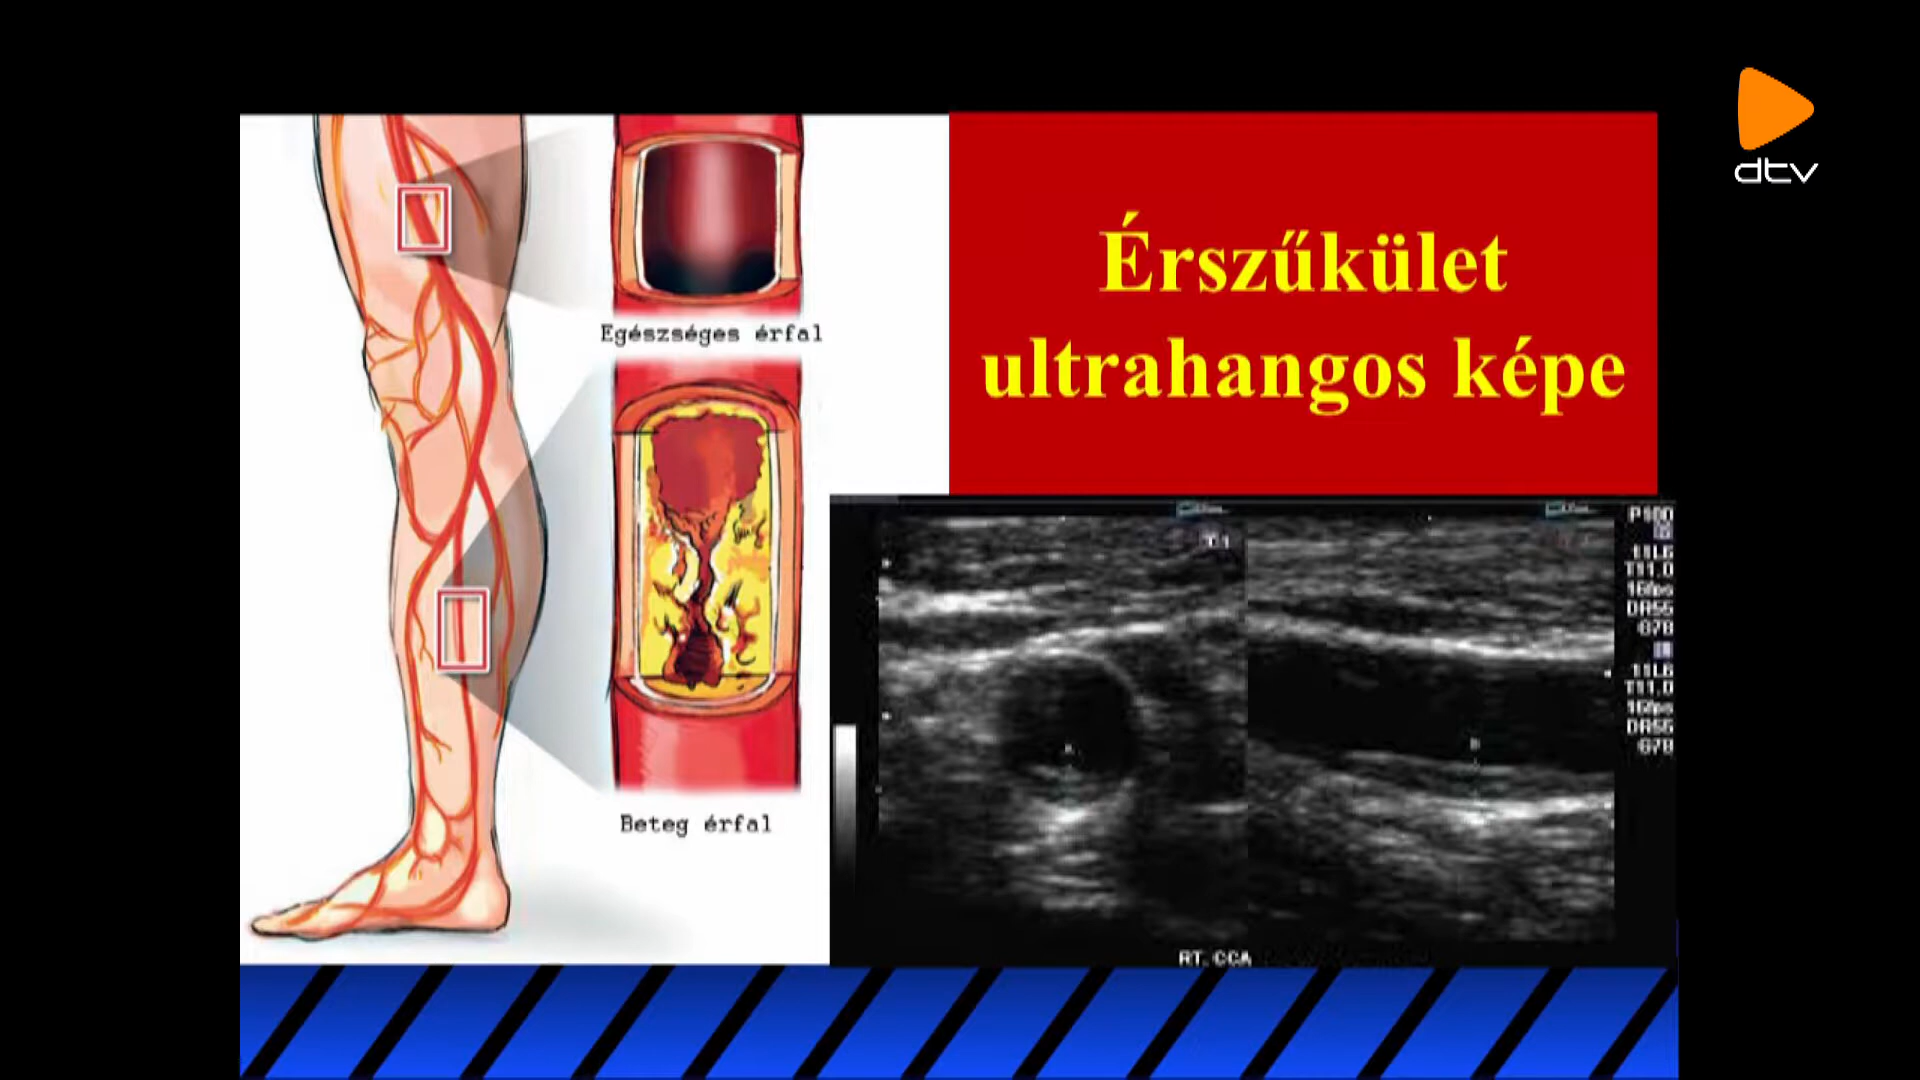 dtv
Érszűkület
ultrahangos képe
Egészséges érfal
Beteg érfal
T1
11L6
T11.0
16fps
DR55
G78
11L6
T11.0
16fps
DR55
G78
RT. CCA